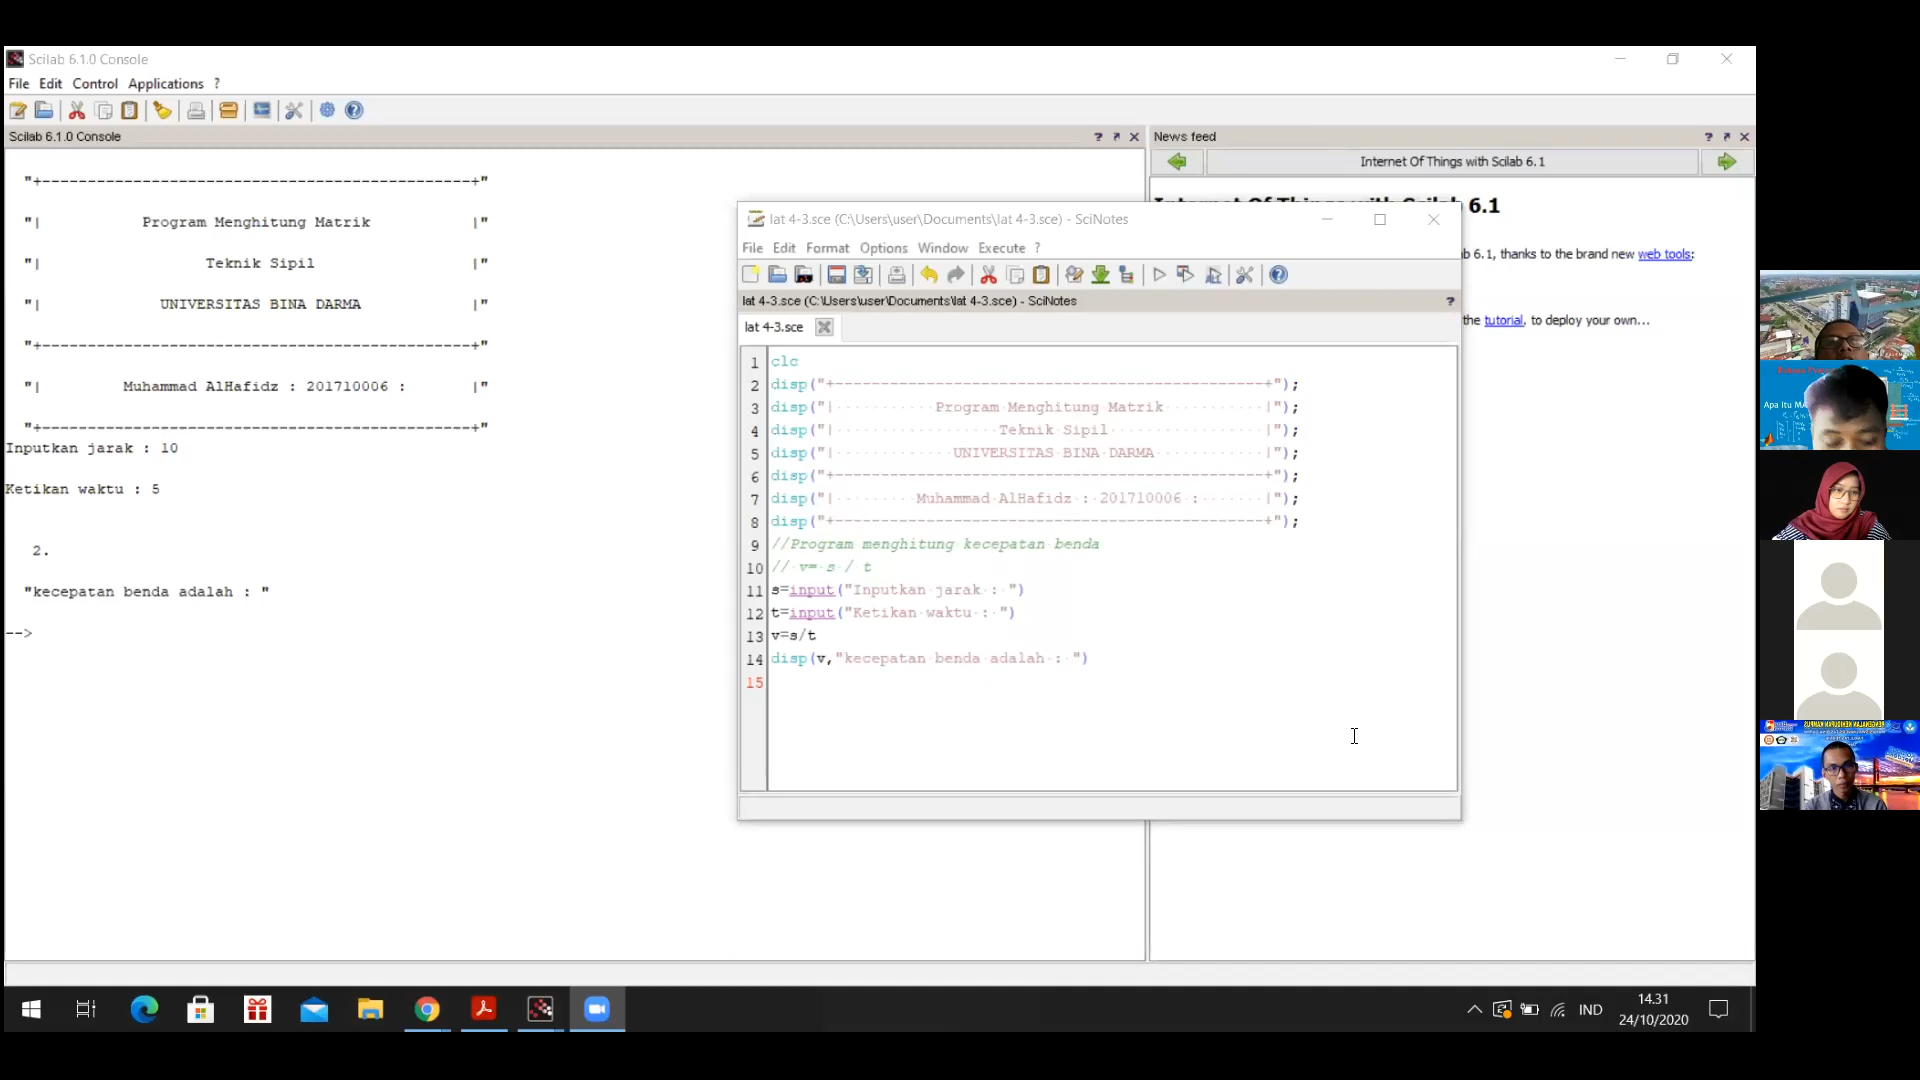 Scilab 6.1.0 Console
File Edit Control Applications ?
Scilab 6.1.0 Console
"+-----------------------------------------------+"
"| Program Menghitung Matrik |"
"| Teknik Sipil |"
"| UNIVERSITAS BINA DARMA |"
"+-----------------------------------------------+"
"| Muhammad AlHafidz : 201710006 : |"
"+-----------------------------------------------+"
Inputkan jarak : 10
Ketikan waktu : 5
2.
"kecepatan benda adalah : "
-->
News feed
Internet Of Things with Scilab 6.1
6.1
6.1, thanks to the brand new web tools:
the tutorial, to deploy your own...
lat 4-3.sce (C:\Users\user\Documents\lat 4-3.sce) - SciNotes
File Edit Format Options Window Execute ?
lat 4-3.sce (C:\Users\user\Documents\lat 4-3.sce) - SciNotes
lat 4-3.sce
1 clc
2 disp("+-----------------------------------------------+");
3 disp("| Program Menghitung Matrik |");
4 disp("| Teknik Sipil |");
5 disp("| UNIVERSITAS BINA DARMA |");
6 disp("+-----------------------------------------------+");
7 disp("| Muhammad AlHafidz : 201710006 : |");
8 disp("+-----------------------------------------------+");
9 //Program menghitung kecepatan benda
10 // v= s / t
11 s=input("Inputkan jarak : ")
12 t=input("Ketikan waktu : ")
13 v=s/t
14 disp(v,"kecepatan benda adalah : ")
15
Apa Itu
IND
14.31
24/10/2020